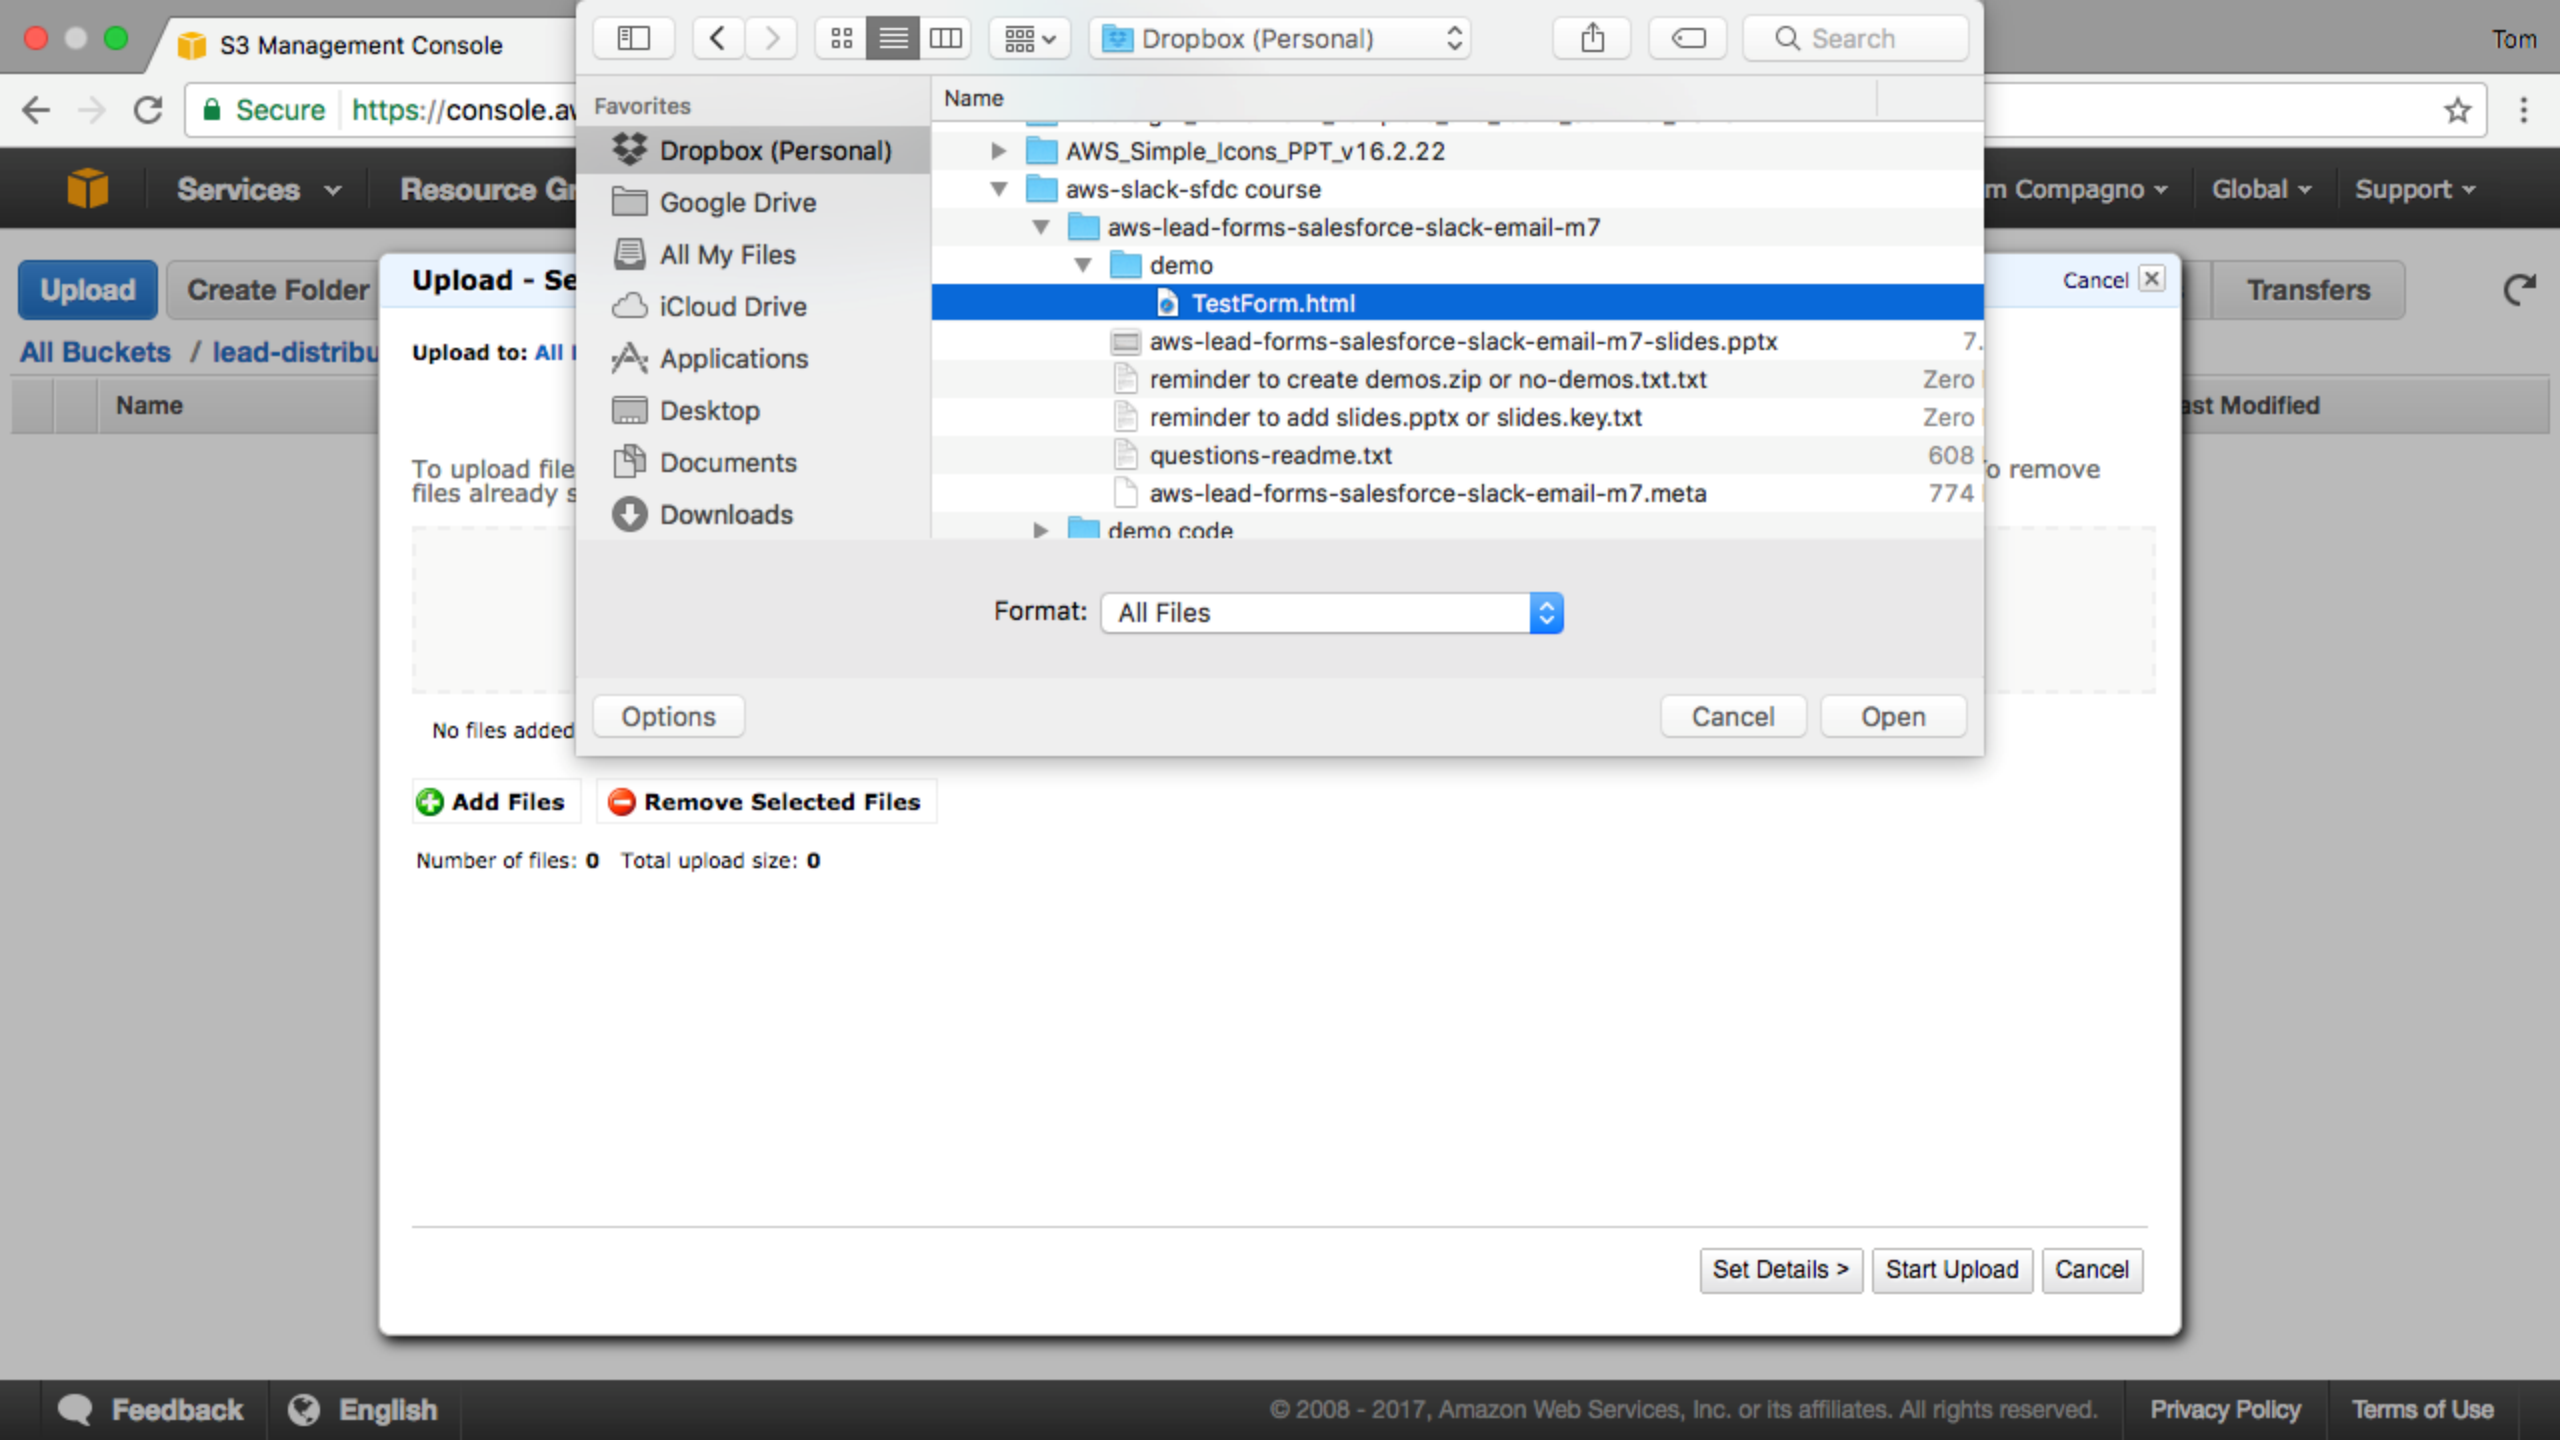 S3 Management Console
Tom
Secure
https://console.a
Services
Resource Gr
m Compagno
Global
Support
Upload
Create Folder
Transfers
All Buckets / lead-distribu
Name
ast Modified
Upload - Se
Cancel
Upload to: All
To upload file
o remove
files already s
No files added
Add Files
Remove Selected Files
Number of files: 0 Total upload size: 0
Set Details >
Start Upload
Cancel
Dropbox (Personal)
Search
Favorites
Dropbox (Personal)
Google Drive
All My Files
iCloud Drive
Applications
Desktop
Documents
Downloads
Name
AWS_Simple_Icons_PPT_v16.2.22
aws-slack-sfdc course
aws-lead-forms-salesforce-slack-email-m7
demo
TestForm.html
aws-lead-forms-salesforce-slack-email-m7-slides.pptx 7.
reminder to create demos.zip or no-demos.txt.txt Zero
reminder to add slides.pptx or slides.key.txt Zero
questions-readme.txt 608
aws-lead-forms-salesforce-slack-email-m7.meta 774
demo code
Format: All Files
Options
Cancel
Open
Feedback
English
© 2008 - 2017, Amazon Web Services, Inc. or its affiliates. All rights reserved.
Privacy Policy
Terms of Use